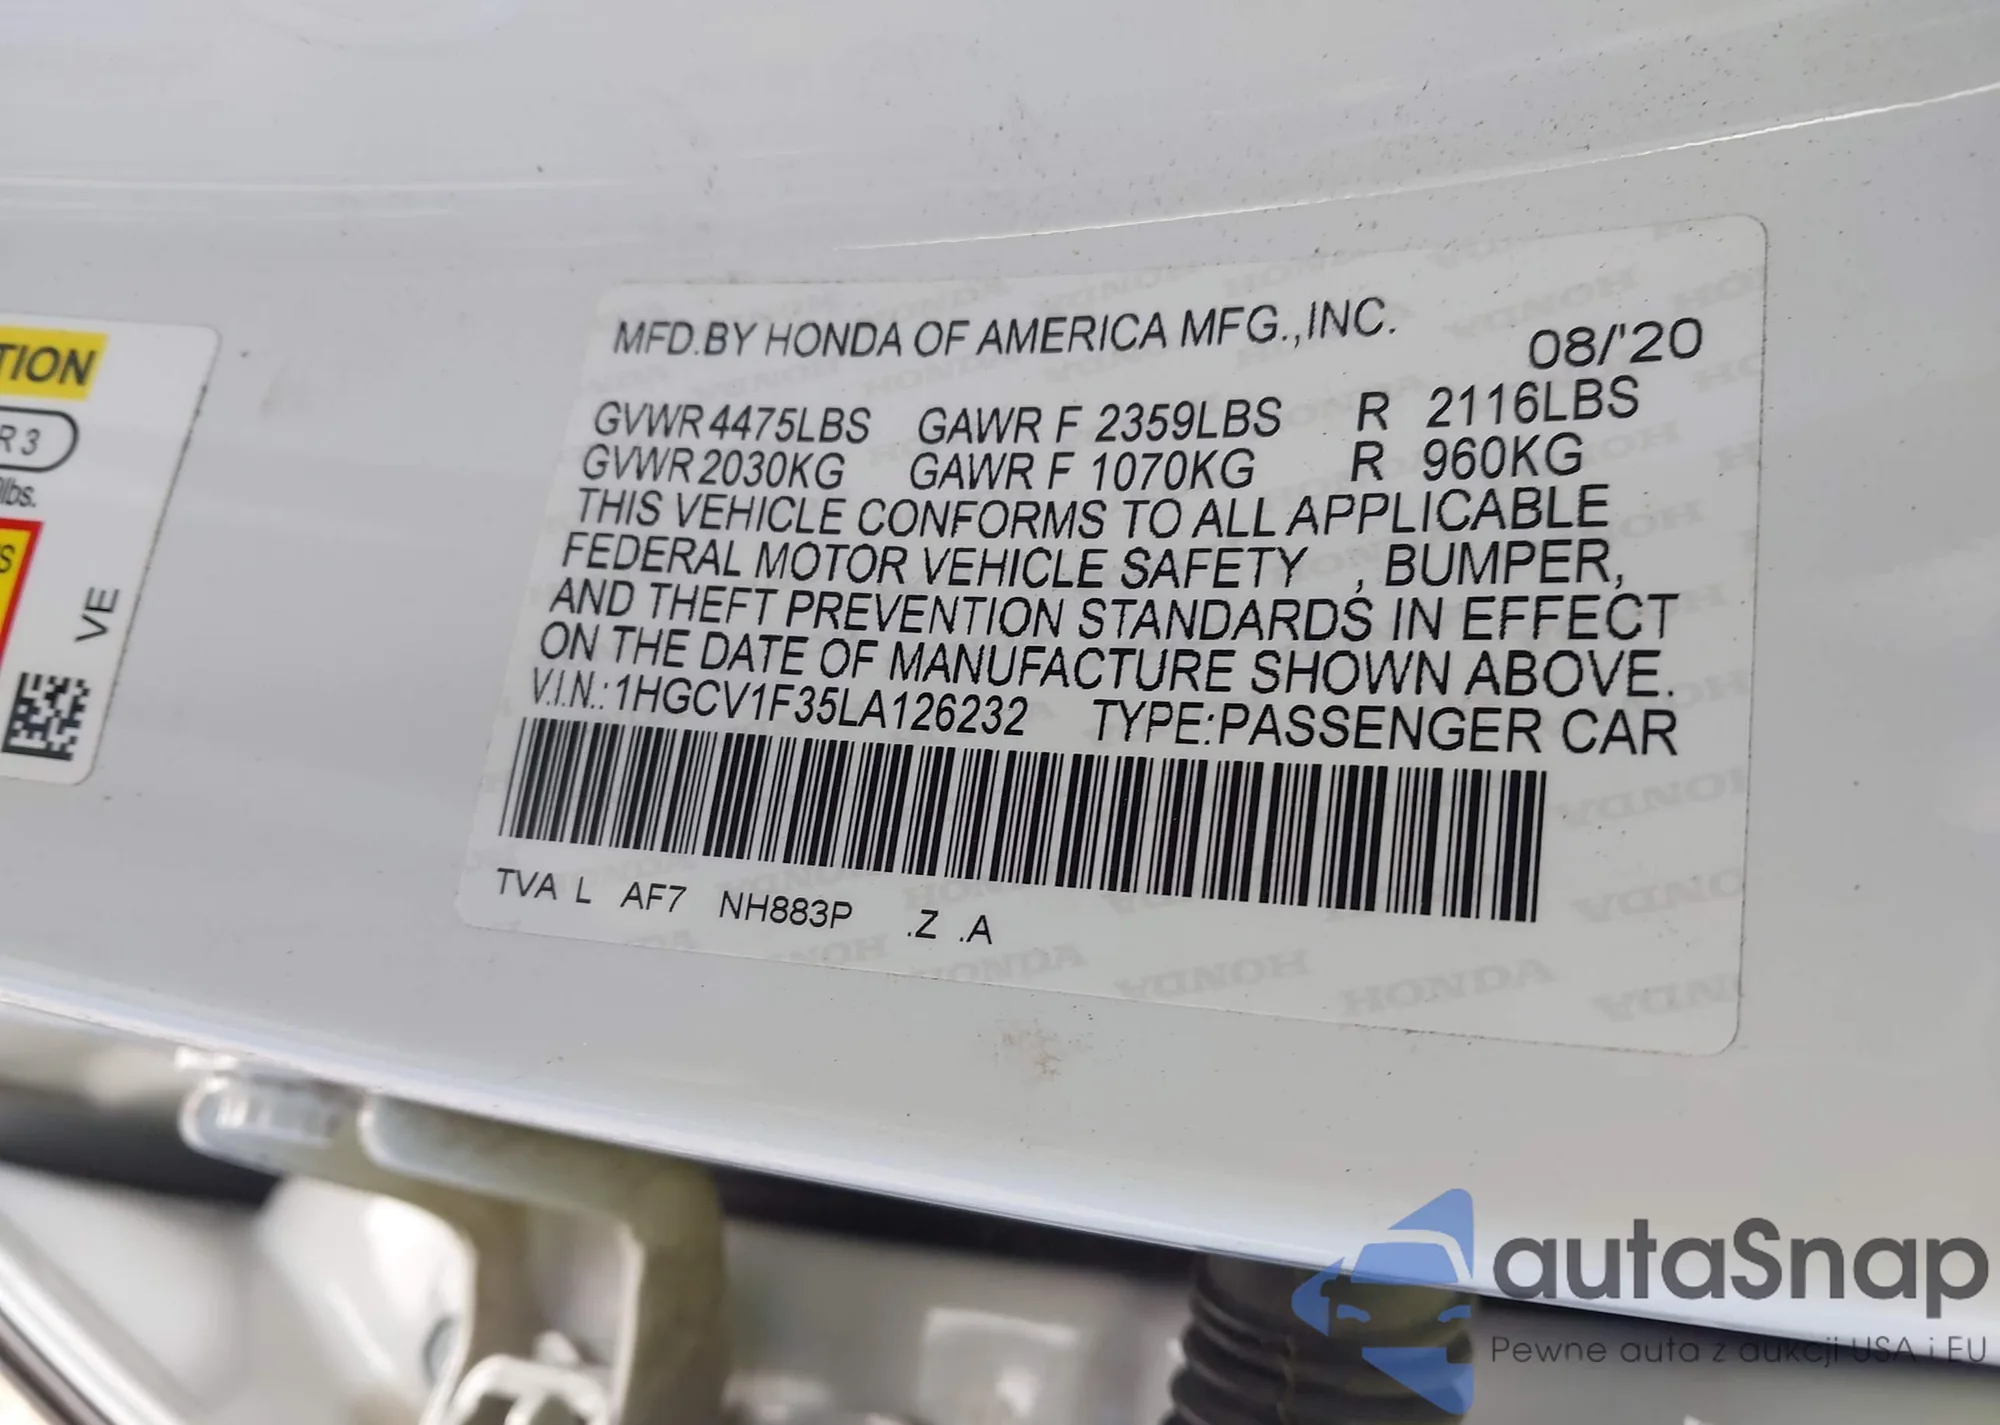 TION
R 3
lbs.
S
VE
MFD.BY HONDA OF AMERICA MFG.,INC. 08/'20
GVWR 4475LBS GAWR F 2359LBS R 2116LBS
GVWR 2030KG GAWR F 1070KG R 960KG
THIS VEHICLE CONFORMS TO ALL APPLICABLE
FEDERAL MOTOR VEHICLE SAFETY , BUMPER,
AND THEFT PREVENTION STANDARDS IN EFFECT
ON THE DATE OF MANUFACTURE SHOWN ABOVE.
V.I.N.: 1HGCV1F35LA126232 TYPE:PASSENGER CAR
TVA L AF7 NH883P .Z .A
autaSnap
Pewne auta z aukcji USA i EU